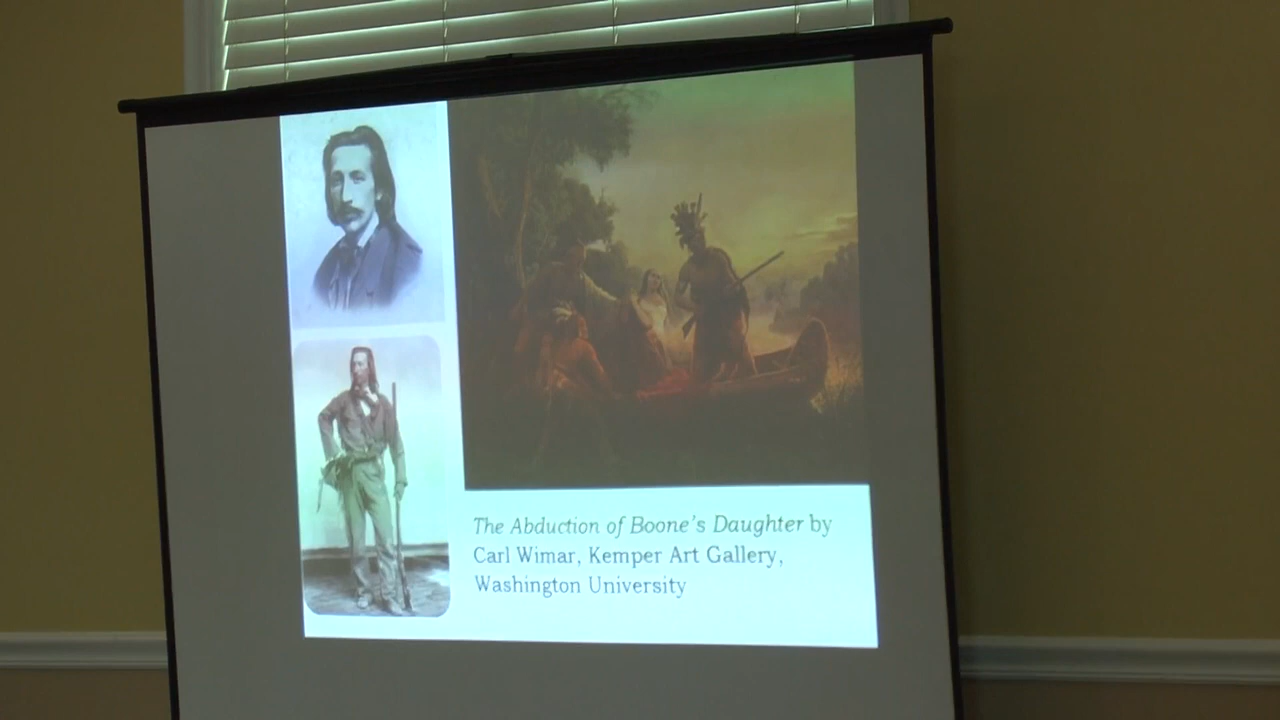 The Abduction of Boone's Daughter by
Carl Wimar, Kemper Art Gallery,
Washington University